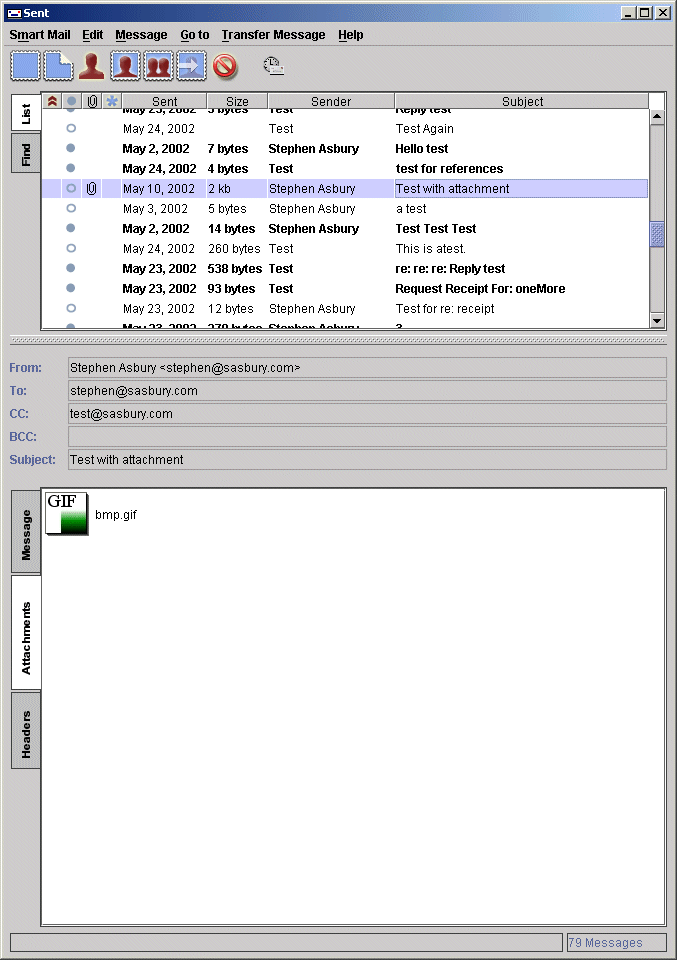 Sent
Smart Mail Edit Message Go to Transfer Message Help
List
Find
Sent Size Sender Subject
May 23, 2002 5 bytes Test Reply test
May 24, 2002 Test Test Again
May 2, 2002 7 bytes Stephen Asbury Hello test
May 24, 2002 4 bytes Test test for references
May 10, 2002 2 kb Stephen Asbury Test with attachment
May 3, 2002 5 bytes Stephen Asbury a test
May 2, 2002 14 bytes Stephen Asbury Test Test Test
May 24, 2002 260 bytes Test This is atest.
May 23, 2002 538 bytes Test re: re: re: Reply test
May 23, 2002 93 bytes Test Request Receipt For: oneMore
May 23, 2002 12 bytes Stephen Asbury Test for re: receipt
May 23, 2002 bytes Stephen Asbury
From: Stephen Asbury <stephen@sasbury.com>
To: stephen@sasbury.com
CC: test@sasbury.com
BCC:
Subject: Test with attachment
Message
Attachments
Headers
GIF
bmp.gif
79 Messages